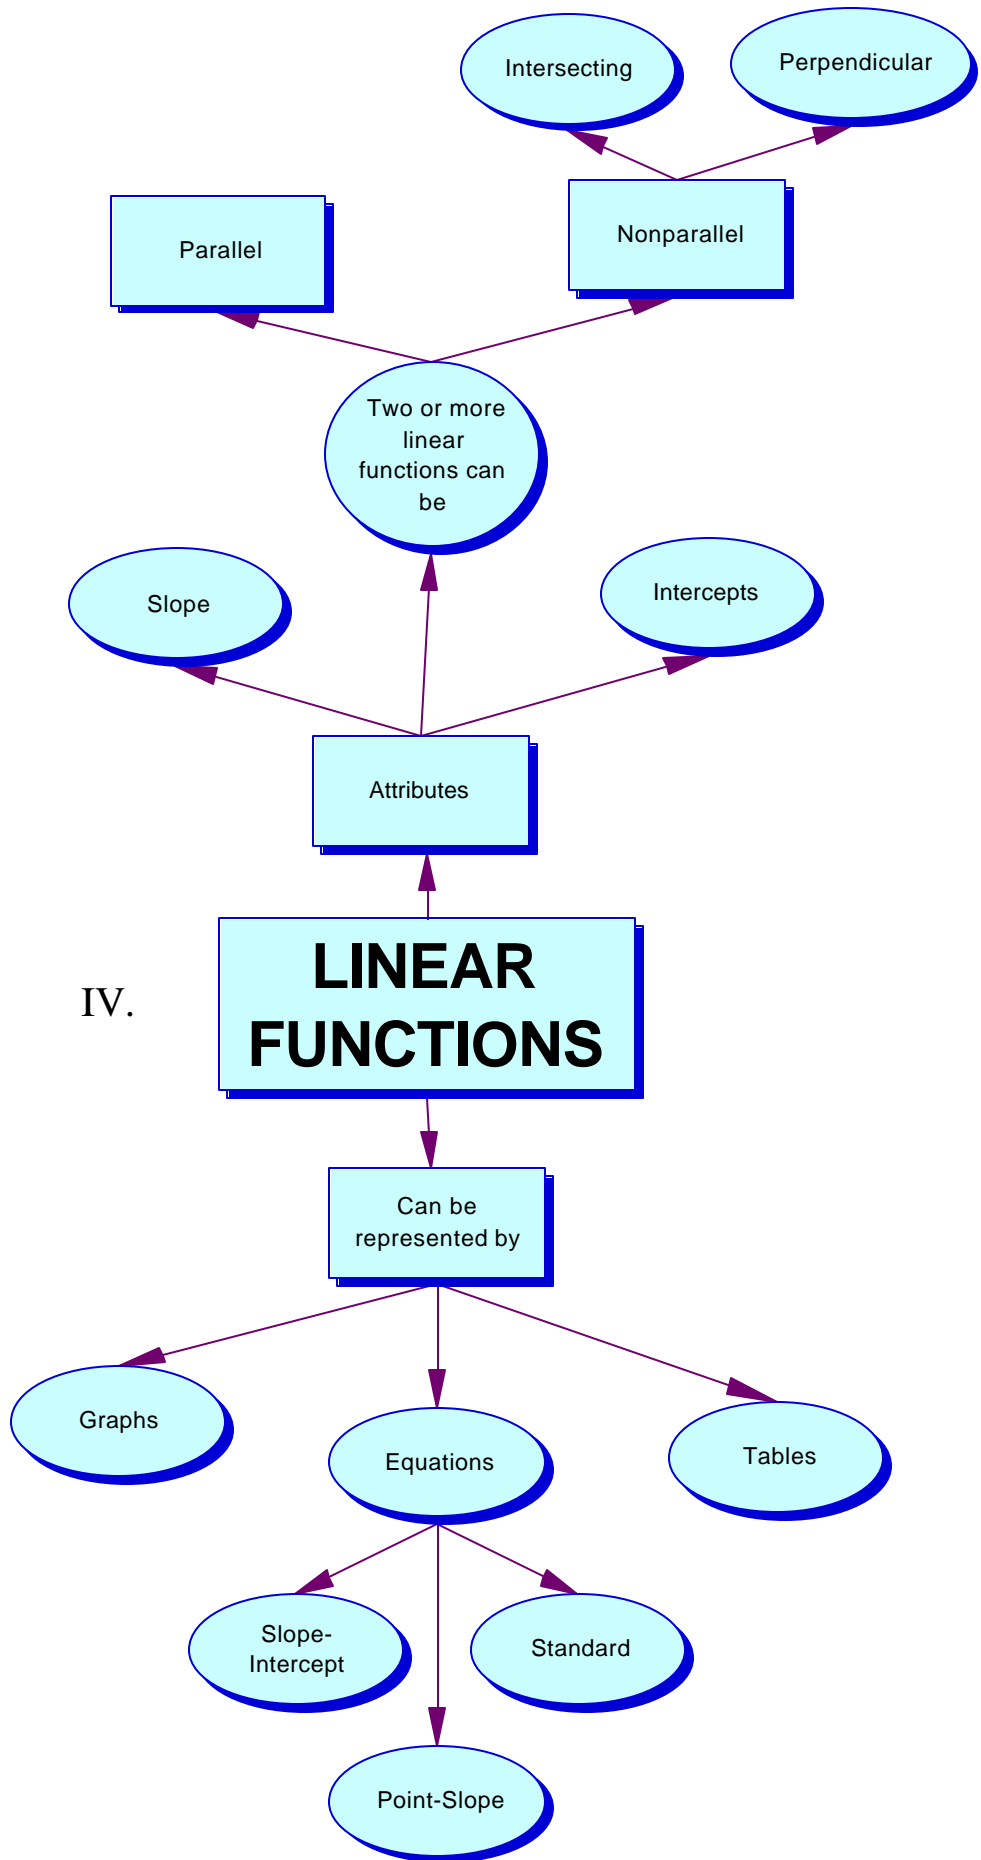 Intersecting
Perpendicular
Nonparallel
Parallel
Two or more
linear
functions can
be
Slope
Intercepts
Attributes
LINEAR
FUNCTIONS
IV.
Can be
represented by
Graphs
Equations
Tables
Slope-
Intercept
Standard
Point-Slope